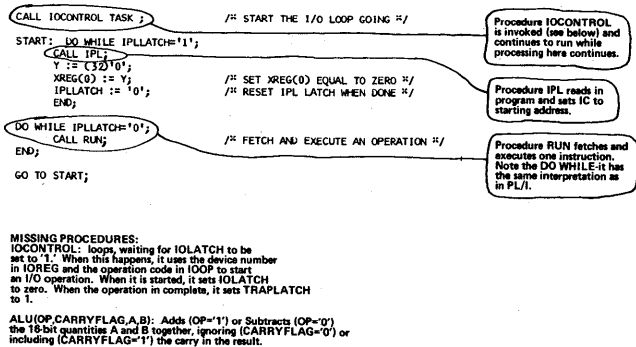 CALL IOCONTROL TASK ; /* START THE I/O LOOP GOING */
START: DO WHILE IPLLATCH='1';
CALL IPL;
Y := (32)'0';
XREG(0) := Y; /* SET XREG(0) EQUAL TO ZERO */
IPLLATCH := '0'; /* RESET IPL LATCH WHEN DONE */
END;
DO WHILE IPLLATCH='0';
CALL RUN; /* FETCH AND EXECUTE AN OPERATION */
END;
GO TO START;
Procedure IOCONTROL
is invoked (see below) and
continues to run while
processing here continues.
Procedure IPL reads in
program and sets IC to
starting address.
Procedure RUN fetches and
executes one instruction.
Note the DO WHILE-it has
the same interpretation as
in PL/I.
MISSING PROCEDURES:
IOCONTROL: loops, waiting for IOLATCH to be
set to '1.' When this happens, it uses the device number
in IOREG and the operation code in IOOP to start
an I/O operation. When it is started, it sets IOLATCH
to zero. When the operation in complete, it sets TRAPLATCH
to 1.
ALU(OP,CARRYFLAG,A,B): Adds (OP='1') or Subtracts (OP='0')
the 16-bit quantities A and B together, ignoring (CARRYFLAG='0') or
including (CARRYFLAG='1') the carry in the result.